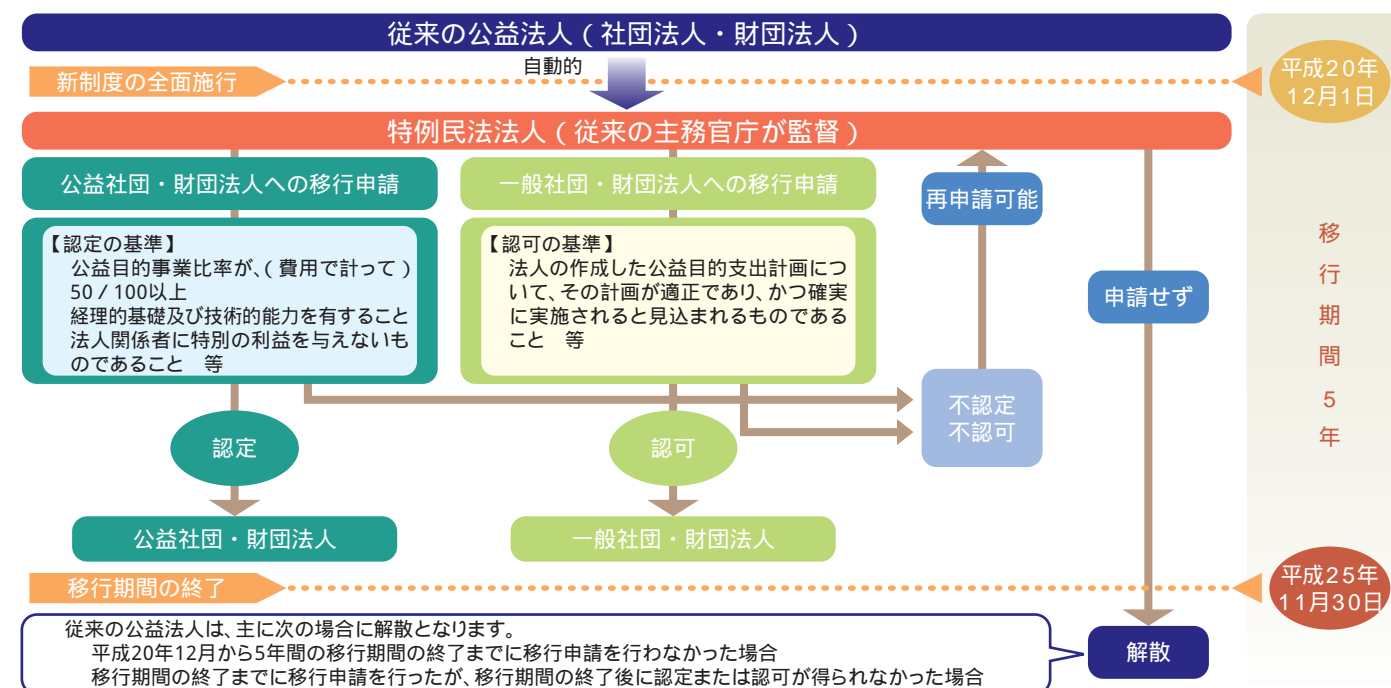 従来の公益法人（社団法人・財団法人）
自動的
新制度の全面施行
平成20年
12月1日
特例民法法人（従来の主務官庁が監督）
公益社団・財団法人への移行申請
一般社団・財団法人への移行申請
再申請可能
【認定の基準】
公益目的事業比率が、（費用で計って）
50／100以上
経理的基礎及び技術的能力を有すること
法人関係者に特別の利益を与えないも
のであること　等
【認可の基準】
法人の作成した公益目的支出計画につ
いて、その計画が適正であり、かつ確実
に実施されると見込まれるものである
こと　等
申請せず
移行期間5年
不認定
不認可
認定
認可
公益社団・財団法人
一般社団・財団法人
移行期間の終了
平成25年
11月30日
従来の公益法人は、主に次の場合に解散となります。
平成20年12月から5年間の移行期間の終了までに移行申請を行わなかった場合
移行期間の終了までに移行申請を行ったが、移行期間の終了後に認定または認可が得られなかった場合
解散